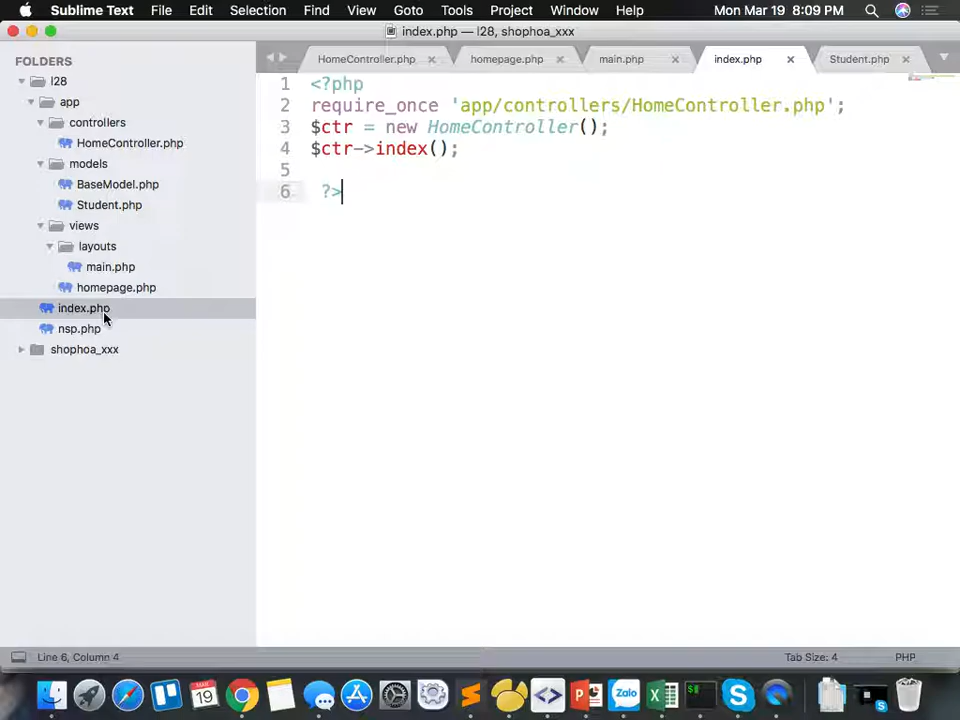 Sublime Text File Edit Selection Find View Goto Tools Project Window Help Mon Mar 19 8:09 PM
index.php — l28, shophoa_xxx
FOLDERS
l28
app
controllers
HomeController.php
models
BaseModel.php
Student.php
views
layouts
main.php
homepage.php
index.php
nsp.php
shophoa_xxx
HomeController.php homepage.php main.php index.php Student.php
1 <?php
2 require_once 'app/controllers/HomeController.php';
3 $ctr = new HomeController();
4 $ctr->index();
5
6 ?>
Line 6, Column 4 Tab Size: 4 PHP
MAR
19
Zalo